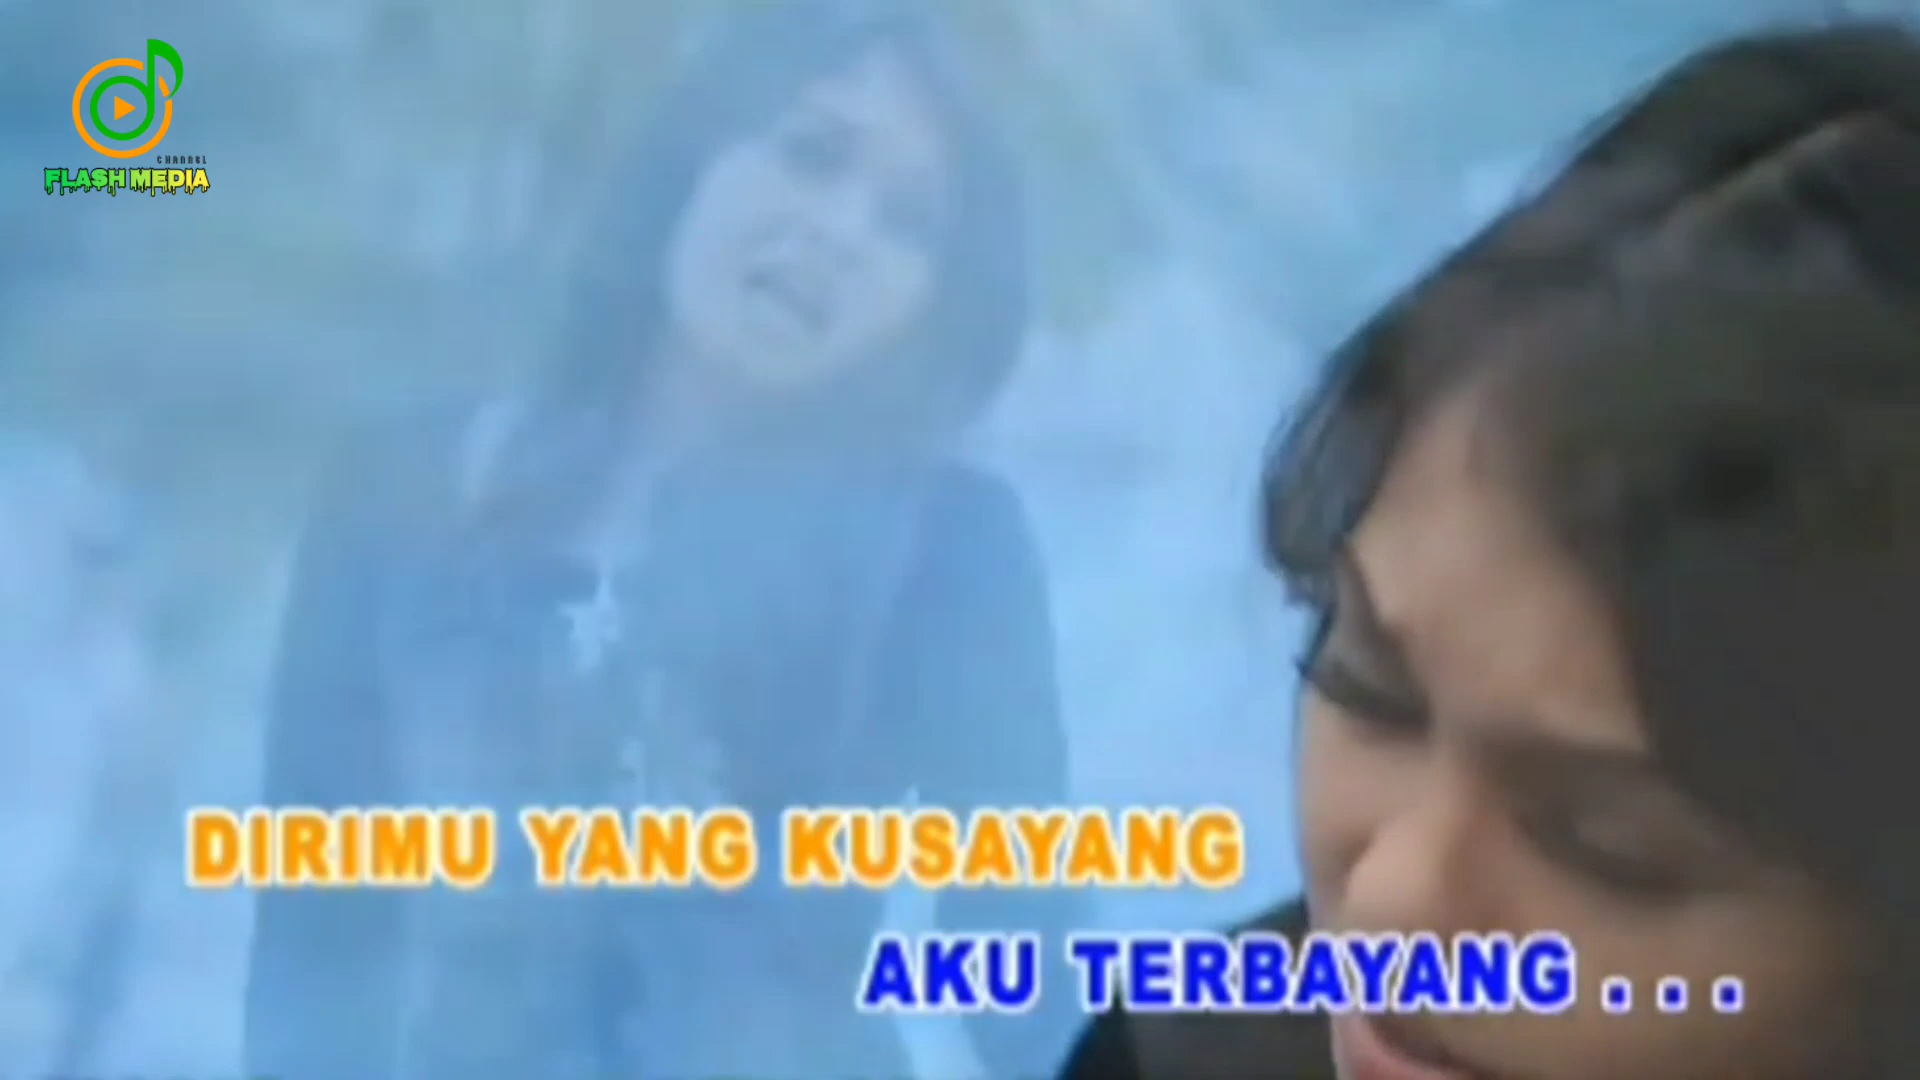 CHANNEL
FLASH MEDIA
DIRIMU YANG KUSAYANG
AKU TERBAYANG . . .